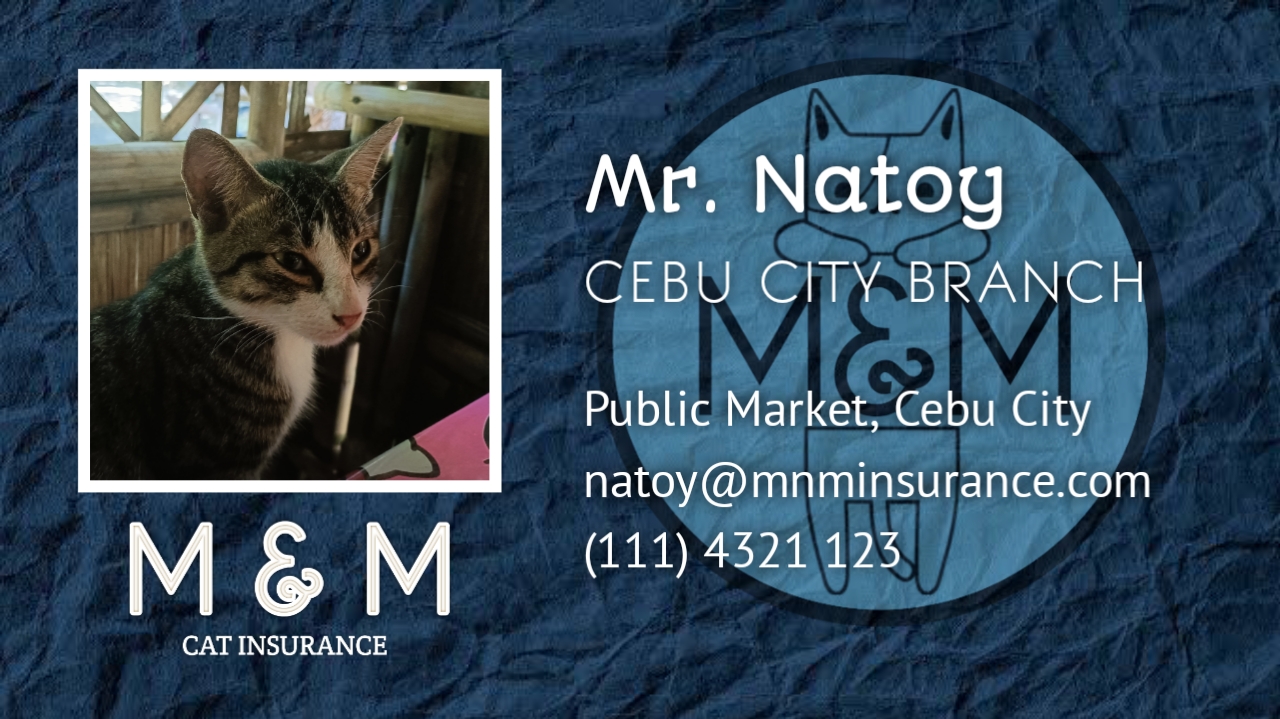 Mr. Natoy
CEBU CITY BRANCH
M&M
Public Market, Cebu City
natoy@mnminsurance.com
(111) 4321 123
M & M
CAT INSURANCE